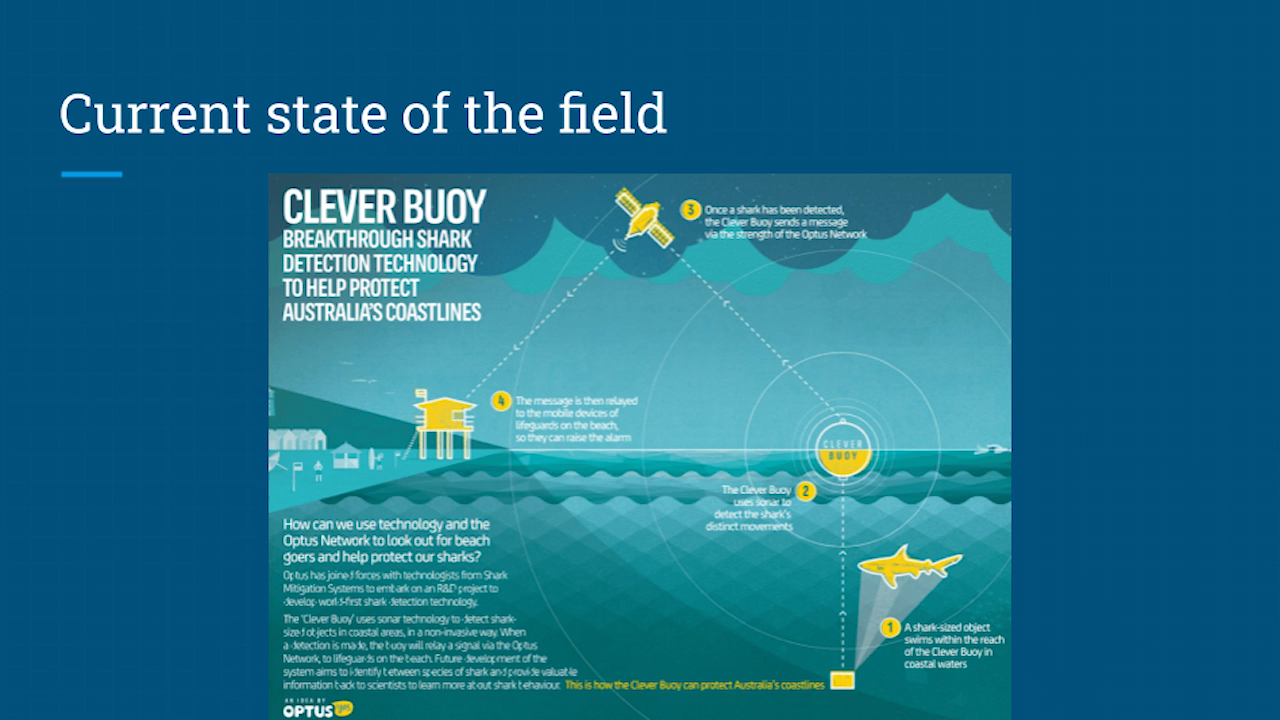 Current state of the field
CLEVER BUOY
BREAKTHROUGH SHARK
DETECTION TECHNOLOGY
TO HELP PROTECT
AUSTRALIA'S COASTLINES
3
Once a shark has been detected,
the Clever Buoy sends a message
via the strength of the Optus Network
4
The message is then relayed
to the mobile devices of
lifeguards on the beach,
so they can raise the alarm
CLEVER
BUOY
The Clever Buoy
uses sonar to
detect the shark's
distinct movements
2
How can we use technology and the
Optus Network to look out for beach
goers and help protect our sharks?
Optus has joined forces with technologists from Shark
Mitigation Systems to embark on an R&D project to
develop world-first shark detection technology.
The 'Clever Buoy' uses sonar technology to detect shark-
sized objects in coastal areas, in a non-invasive way. When
a detection is made, the buoy will relay a signal via the Optus
Network, to lifeguards on the beach. Future development of the
system aims to identify between species of shark and provide valuable
information back to scientists to learn more about shark behaviour. This is how the Clever Buoy can protect Australia's coastlines
1
A shark-sized object
swims within the reach
of the Clever Buoy in
coastal waters
AN IDEA BY
OPTUS yes